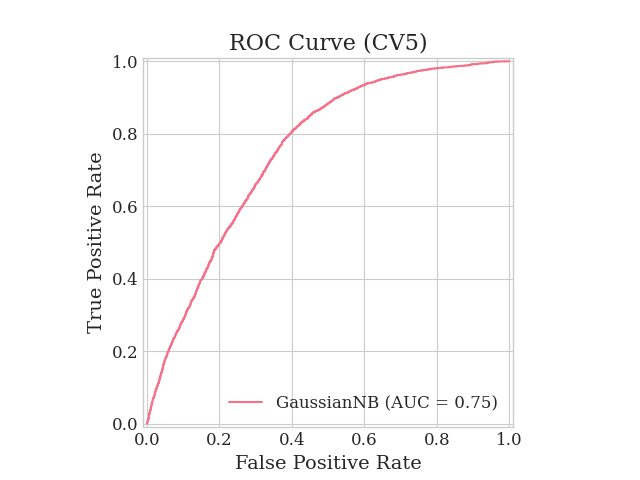 ROC Curve (CV5)
True Positive Rate
1.0
0.8
0.6
0.4
0.2
0.0
GaussianNB (AUC = 0.75)
0.0 0.2 0.4 0.6 0.8 1.0
False Positive Rate